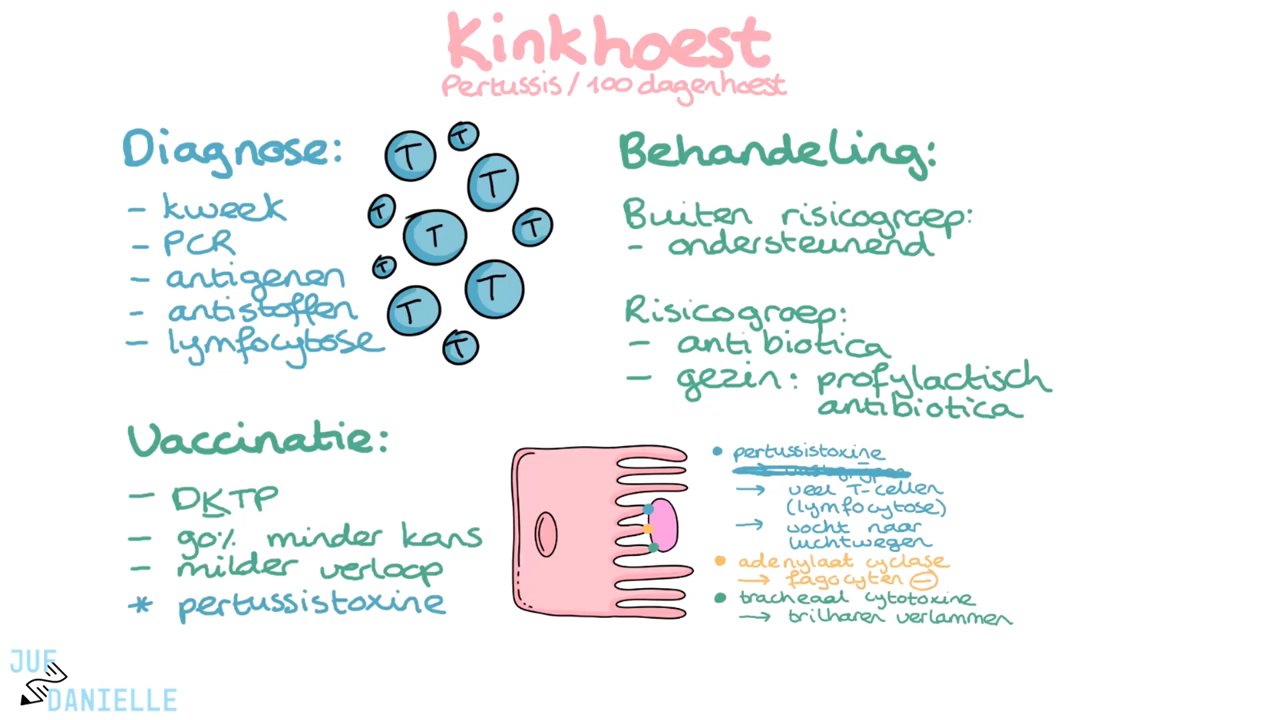 Kinkhoest
Pertussis / 100 dagenhoest
Diagnose:
- kweek
- PCR
- antigenen
- antistoffen
- lymfocytose
T
T
T
T
T
T
T
T
T
T
Behandeling:
Buiten risicogroep:
- ondersteunend
Risicogroep:
- antibiotica
- gezin: profylactisch
antibiotica
Vaccinatie:
- DKTP
- 90% minder kans
- milder verloop
* pertussistoxine
• pertussistoxine
→ veel T-cellen
(lymfocytose)
→ vocht naar
luchtwegen
• adenylaat cyclase
→ fagocyten ⊖
• tracheaal cytotoxine
→ trilharen verlammen
JUF
DANIELLE